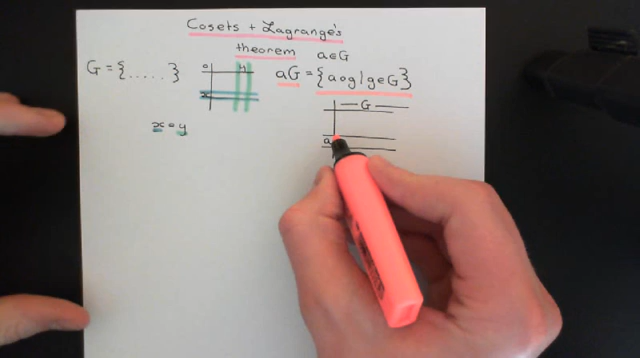 Cosets + Lagrange's
theorem
a∈G
G = {.....}
o y
x
aG = {a∘g | g∈G}
G
a
x∘y